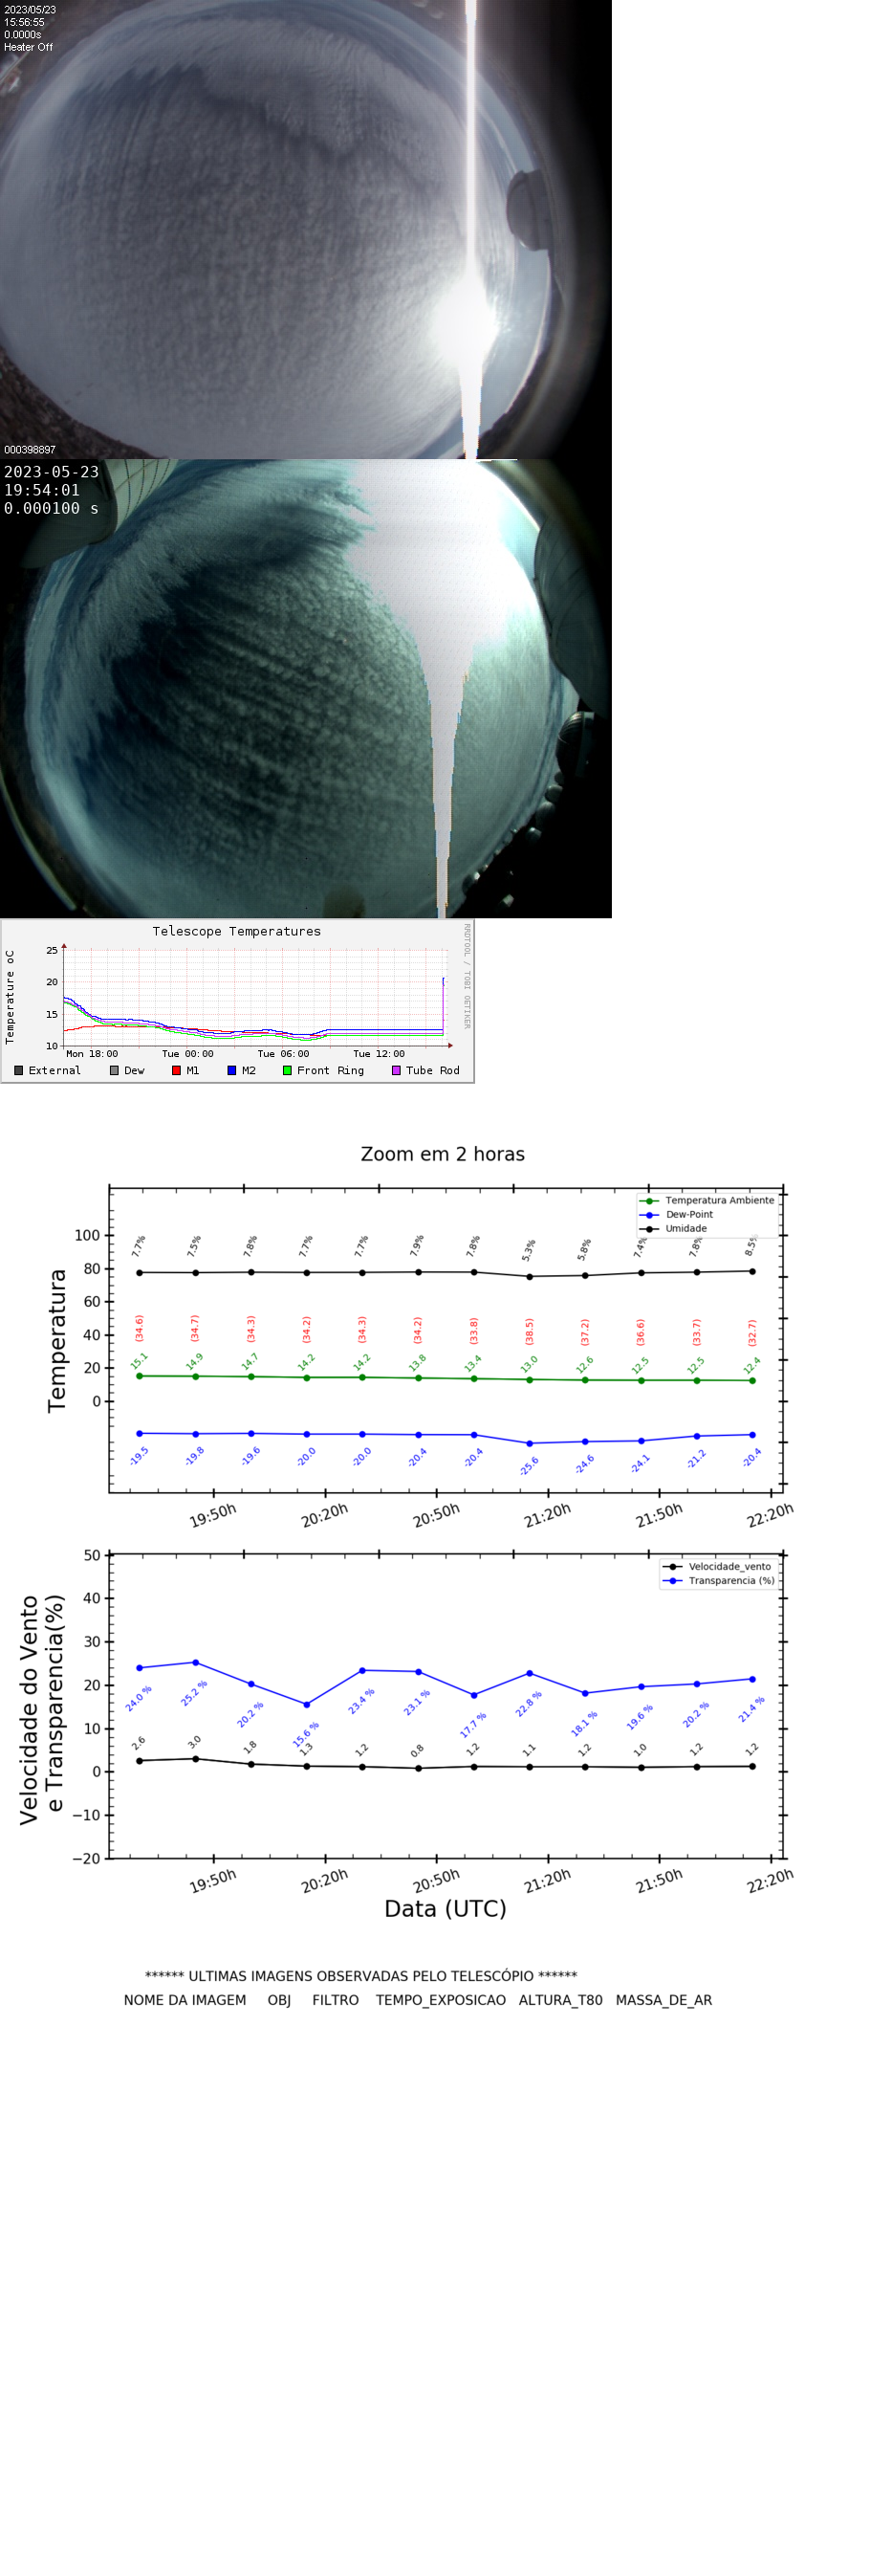 2023/05/23
15:56:55
0.0000s
Heater Off
000398897
2023-05-23
19:54:01
0.000100 s
Telescope Temperatures
Temperature oC
25
20
15
10
Mon 18:00 Tue 00:00 Tue 06:00 Tue 12:00
External Dew M1 M2 Front Ring Tube Rod
RRDTOOL / TOBI OETIKER
Zoom em 2 horas
Temperatura Ambiente
Dew-Point
Umidade
Temperatura
100
80
60
40
20
0
7.7% 7.5% 7.8% 7.7% 7.7% 7.9% 7.8% 5.3% 5.8% 7.4% 7.8% 8.5%
(34.6) (34.7) (34.3) (34.2) (34.3) (34.2) (33.8) (38.5) (37.2) (36.6) (33.7) (32.7)
15.1 14.9 14.7 14.2 14.2 13.8 13.4 13.0 12.6 12.5 12.5 12.4
-19.5 -19.8 -19.6 -20.0 -20.0 -20.4 -20.4 -25.6 -24.6 -24.1 -21.2 -20.4
19:50h 20:20h 20:50h 21:20h 21:50h 22:20h
Velocidade_vento
Transparencia (%)
Velocidade do Vento
e Transparencia(%)
50
40
30
20
10
0
−10
−20
24.0 % 25.2 % 20.2 % 15.6 % 23.4 % 23.1 % 17.7 % 22.8 % 18.1 % 19.6 % 20.2 % 21.4 %
2.6 3.0 1.8 1.3 1.2 0.8 1.2 1.1 1.2 1.0 1.2 1.2
19:50h 20:20h 20:50h 21:20h 21:50h 22:20h
Data (UTC)
****** ULTIMAS IMAGENS OBSERVADAS PELO TELESCÓPIO ******
NOME DA IMAGEM OBJ FILTRO TEMPO_EXPOSICAO ALTURA_T80 MASSA_DE_AR